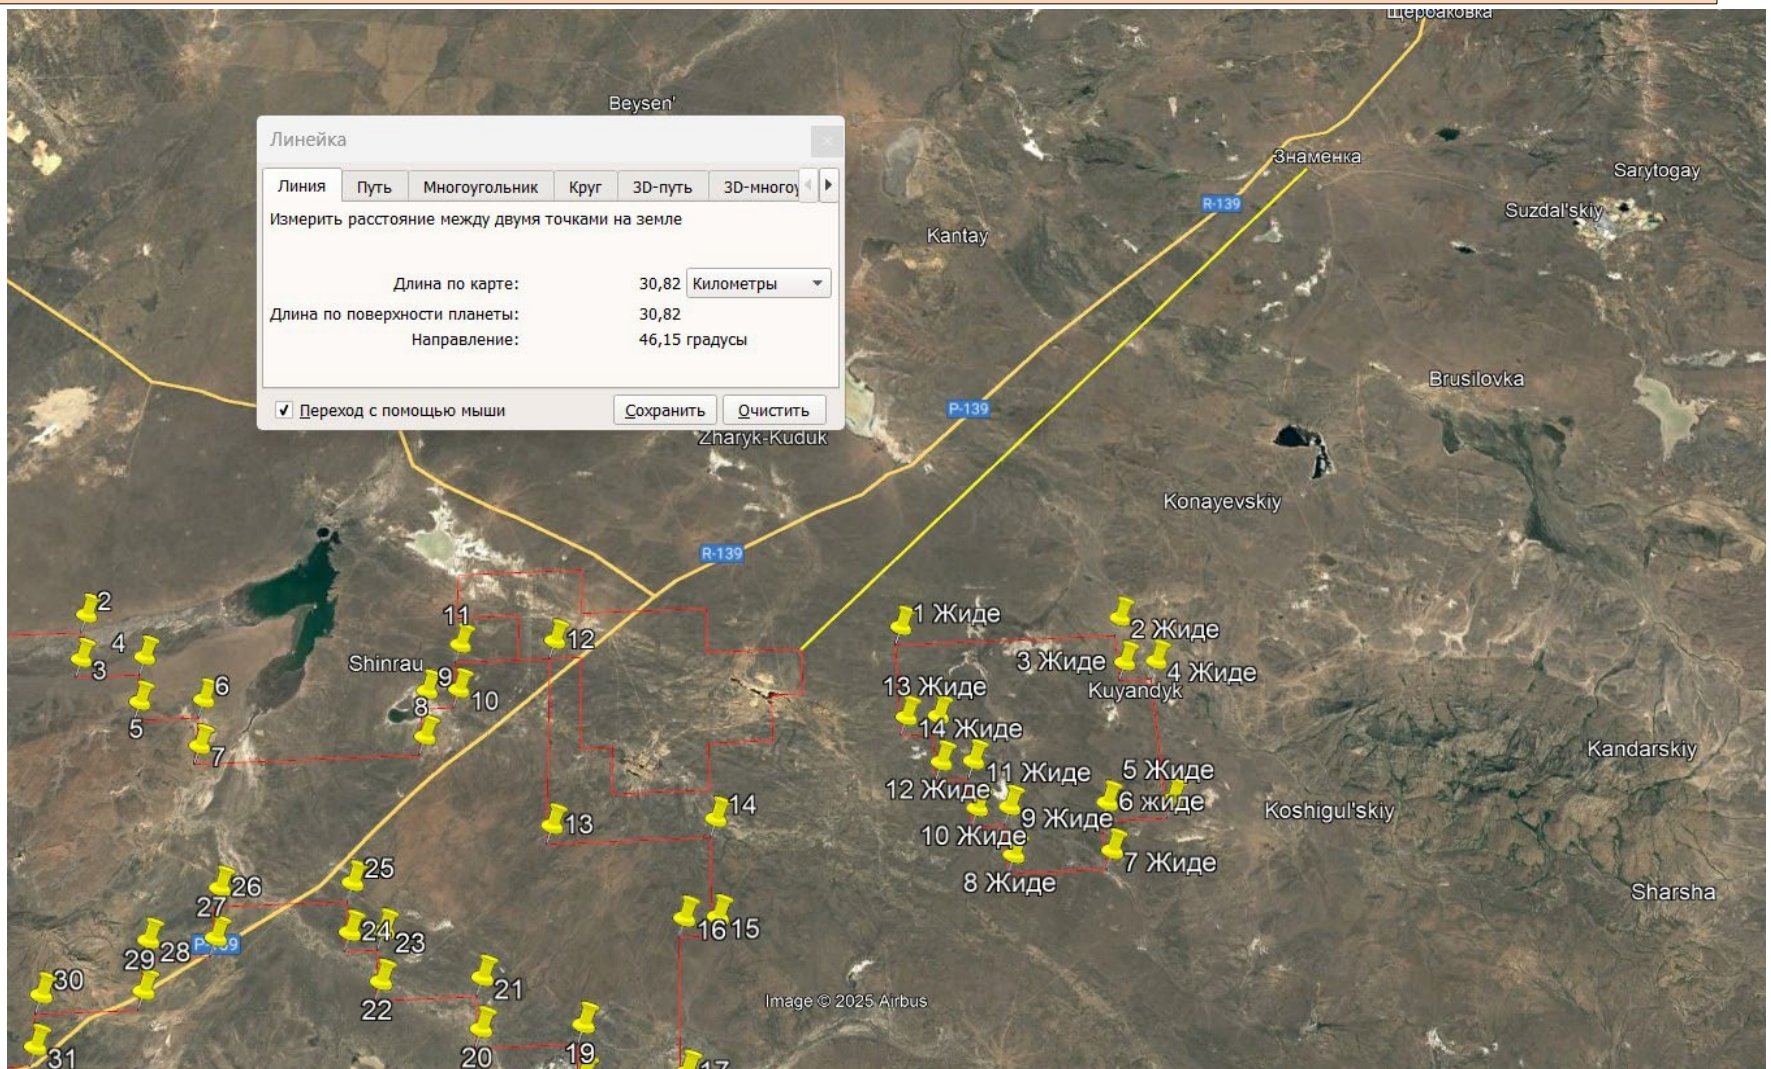 Щербаковка
Beysen'
Линейка
Линия Путь Многоугольник Круг 3D-путь 3D-многоу
Измерить расстояние между двумя точками на земле
Длина по карте: 30,82 Километры
Длина по поверхности планеты: 30,82
Направление: 46,15 градусы
Переход с помощью мыши Сохранить Очистить
Знаменка
Sarytogay
R-139
Suzdal'skiy
Kantay
Brusilovka
P-139
Zharyk-Kuduk
Konayevskiy
R-139
2
11
1 Жиде
2 Жиде
4
12
3
Shinrau
9
3 Жиде
4 Жиде
6
10
13 Жиде
Kuyandyk
8
5
14 Жиде
7
Kandarskiy
11 Жиде
5 Жиде
12 Жиде
6 жиде
14
Koshigul'skiy
13
9 Жиде
10 Жиде
25
7 Жиде
26
8 Жиде
Sharsha
27
24
16
15
23
P-139
28
29
30
21
22
Image © 2025 Airbus
31
20
19
17